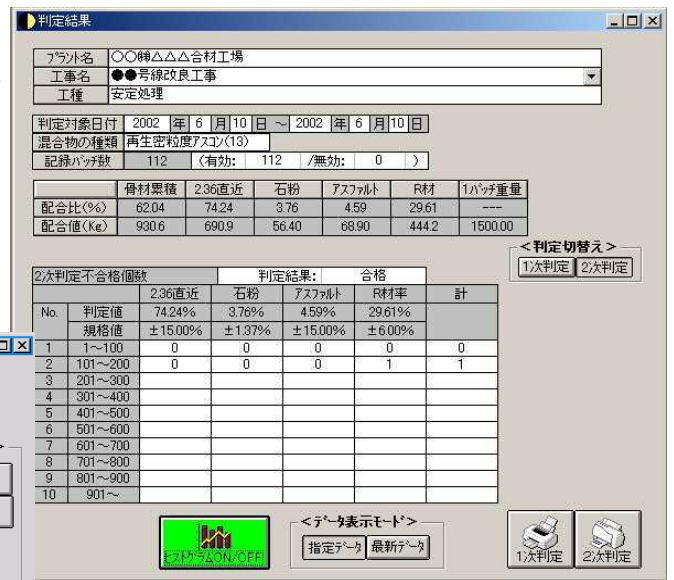 判定結果
ﾌﾟﾗﾝﾄ名 ○○㈱△△△合材工場
工事名 ●●号線改良工事
工種 安定処理
判定対象日付 2002 年 6 月 10 日 ～ 2002 年 6 月 10 日
混合物の種類 再生密粒度ｱｽｺﾝ(13)
記録ﾊﾞｯﾁ数 112 (有効: 112 /無効: 0 )
骨材累積 2.36直近 石粉 ｱｽﾌｧﾙﾄ R材 1ﾊﾞｯﾁ重量
配合比(%) 62.04 74.24 3.76 4.59 29.61 ---
配合値(Kg) 930.6 690.9 56.40 68.90 444.2 1500.00
＜判定切替え＞
1次判定 2次判定
2次判定不合格個数 判定結果: 合格
2.36直近 石粉 ｱｽﾌｧﾙﾄ R材率 計
No. 判定値 74.24% 3.76% 4.59% 29.61%
規格値 ±15.00% ±1.37% ±15.00% ±6.00%
1 1～100 0 0 0 0 0
2 101～200 0 0 0 1 1
3 201～300
4 301～400
5 401～500
6 501～600
7 601～700
8 701～800
9 801～900
10 901～
ﾋｽﾄｸﾞﾗﾑON/OFF
＜ﾃﾞｰﾀ表示ﾓｰﾄﾞ＞
指定ﾃﾞｰﾀ 最新ﾃﾞｰﾀ
1次判定 2次判定